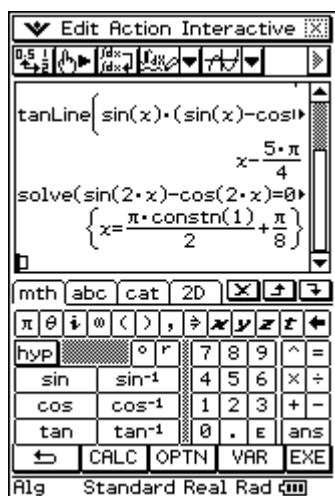 Edit Action Interactive
tanLine(sin(x)·(sin(x)-cos
x-5·π/4
solve(sin(2·x)-cos(2·x)=0
{x=π·constn(1)/2+π/8}
mth abc cat 2D
π θ i ∞ ( ) , ⇒ x y z t ←
hyp ° r 7 8 9 ^ =
sin sin⁻¹ 4 5 6 × ÷
cos cos⁻¹ 1 2 3 + -
tan tan⁻¹ 0 . E ans
CALC OPTN VAR EXE
Alg Standard Real Rad